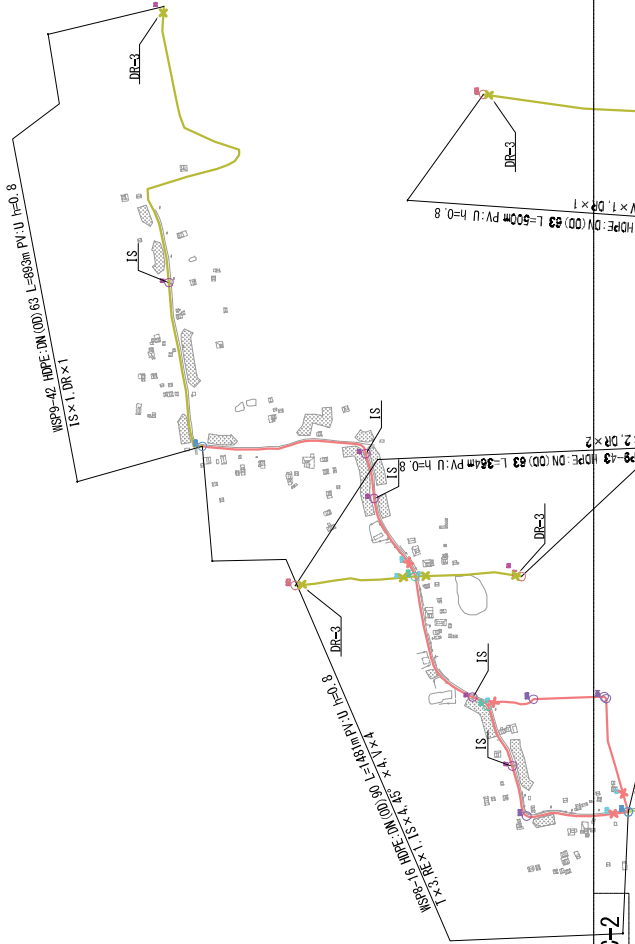 DR-3
WSP9-42 HDPE:DN(OD)63 L=893m PV:U h=0.8
IS×1,DR×1
IS
DR-3
HDPE:DN(OD) 63 L=500m PV:U h=0.8
V×1, DR×1
IS
IS
P9-43 HDPE:DN(OD) 63 L=364m PV:U h=0.8
2, DR×2
DR-3
DR-3
IS
IS
WSP8-16 HDPE:DN(OD)90 L=1481m PV:U h=0.8
T×3,RE×1,IS×4,45°×4,V×4
-2